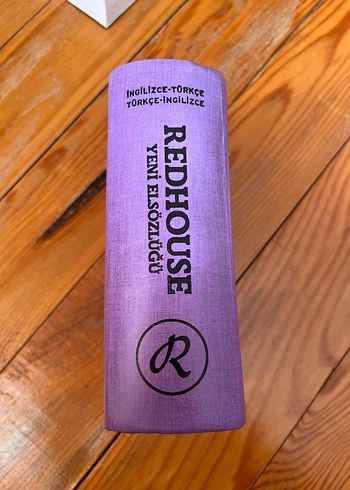 İNGİLİZCE-TÜRKÇE
TÜRKÇE-İNGİLİZCE
REDHOUSE
YENİ ELSÖZLÜĞÜ
R